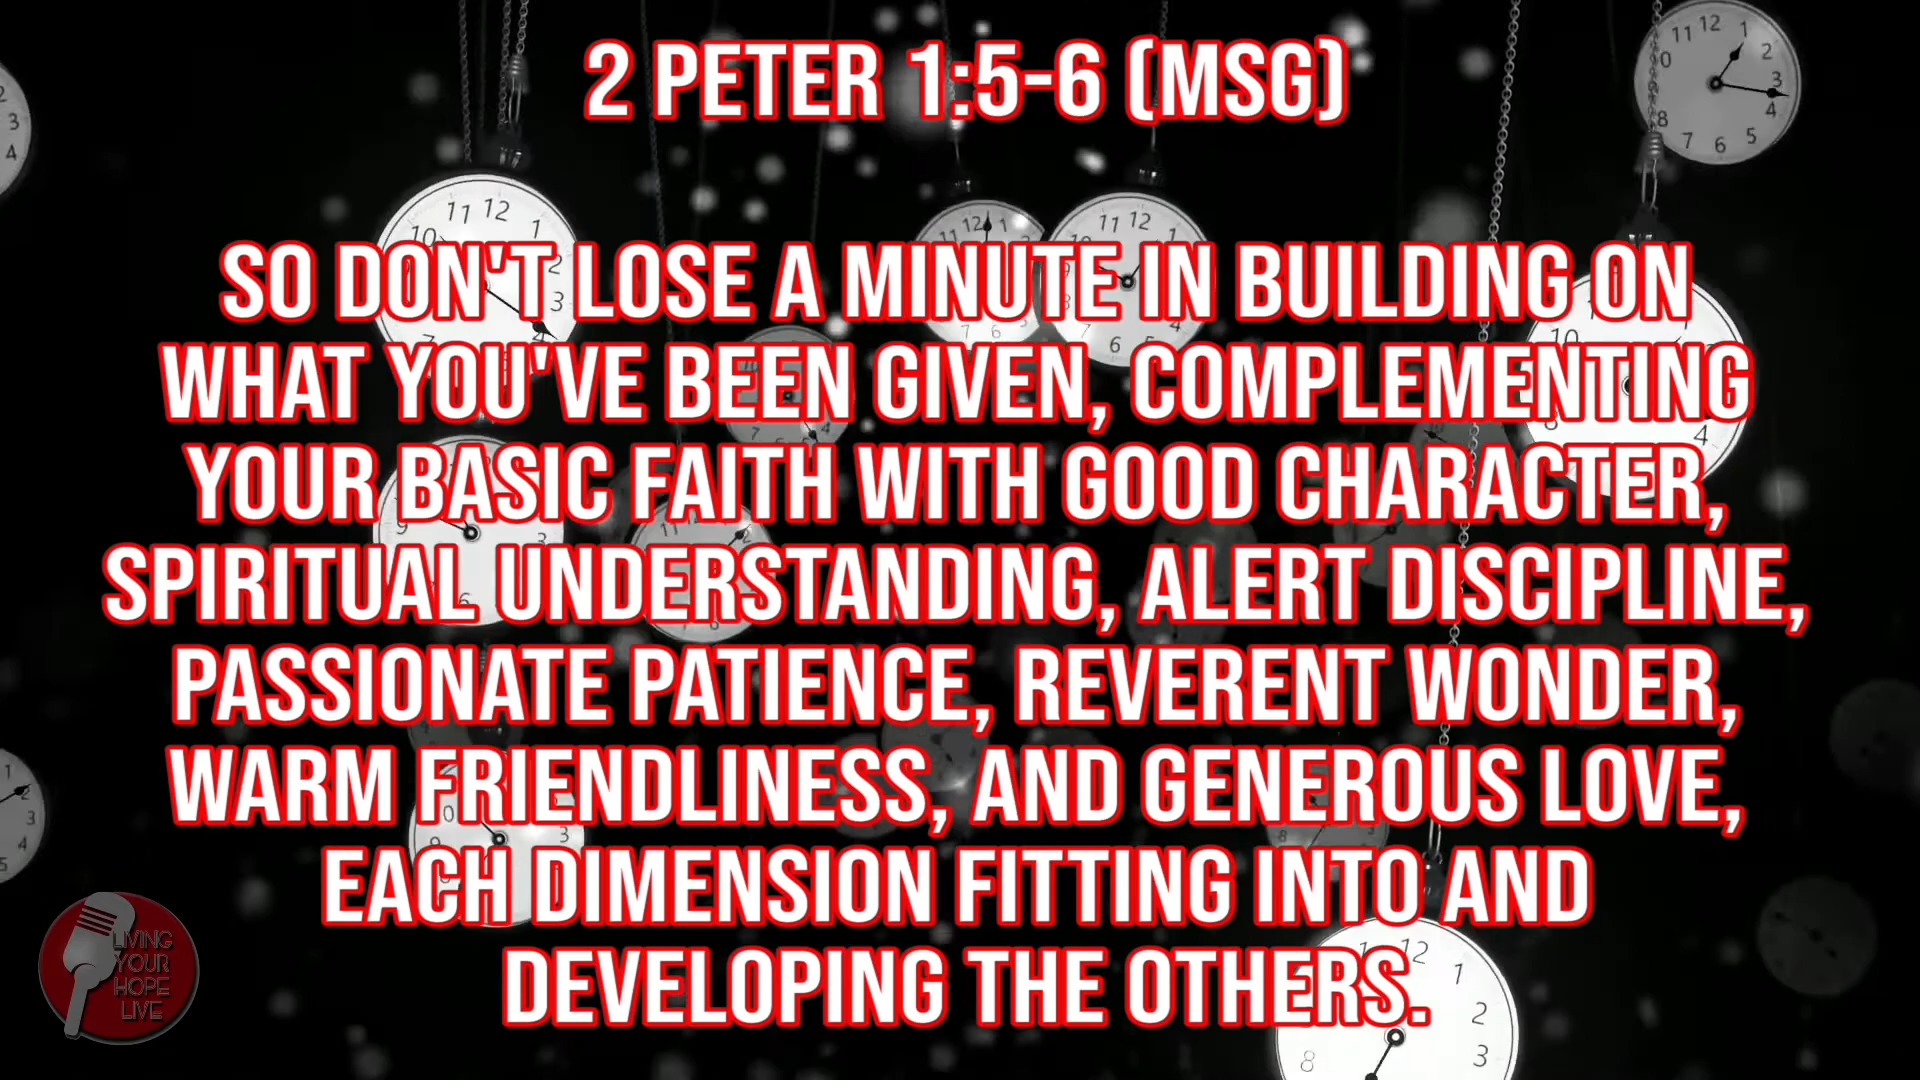 2 PETER 1:5-6 (MSG)
SO DON'T LOSE A MINUTE IN BUILDING ON
WHAT YOU'VE BEEN GIVEN, COMPLEMENTING
YOUR BASIC FAITH WITH GOOD CHARACTER,
SPIRITUAL UNDERSTANDING, ALERT DISCIPLINE,
PASSIONATE PATIENCE, REVERENT WONDER,
WARM FRIENDLINESS, AND GENEROUS LOVE,
EACH DIMENSION FITTING INTO AND
DEVELOPING THE OTHERS.
LIVING
YOUR
HOPE
LIVE